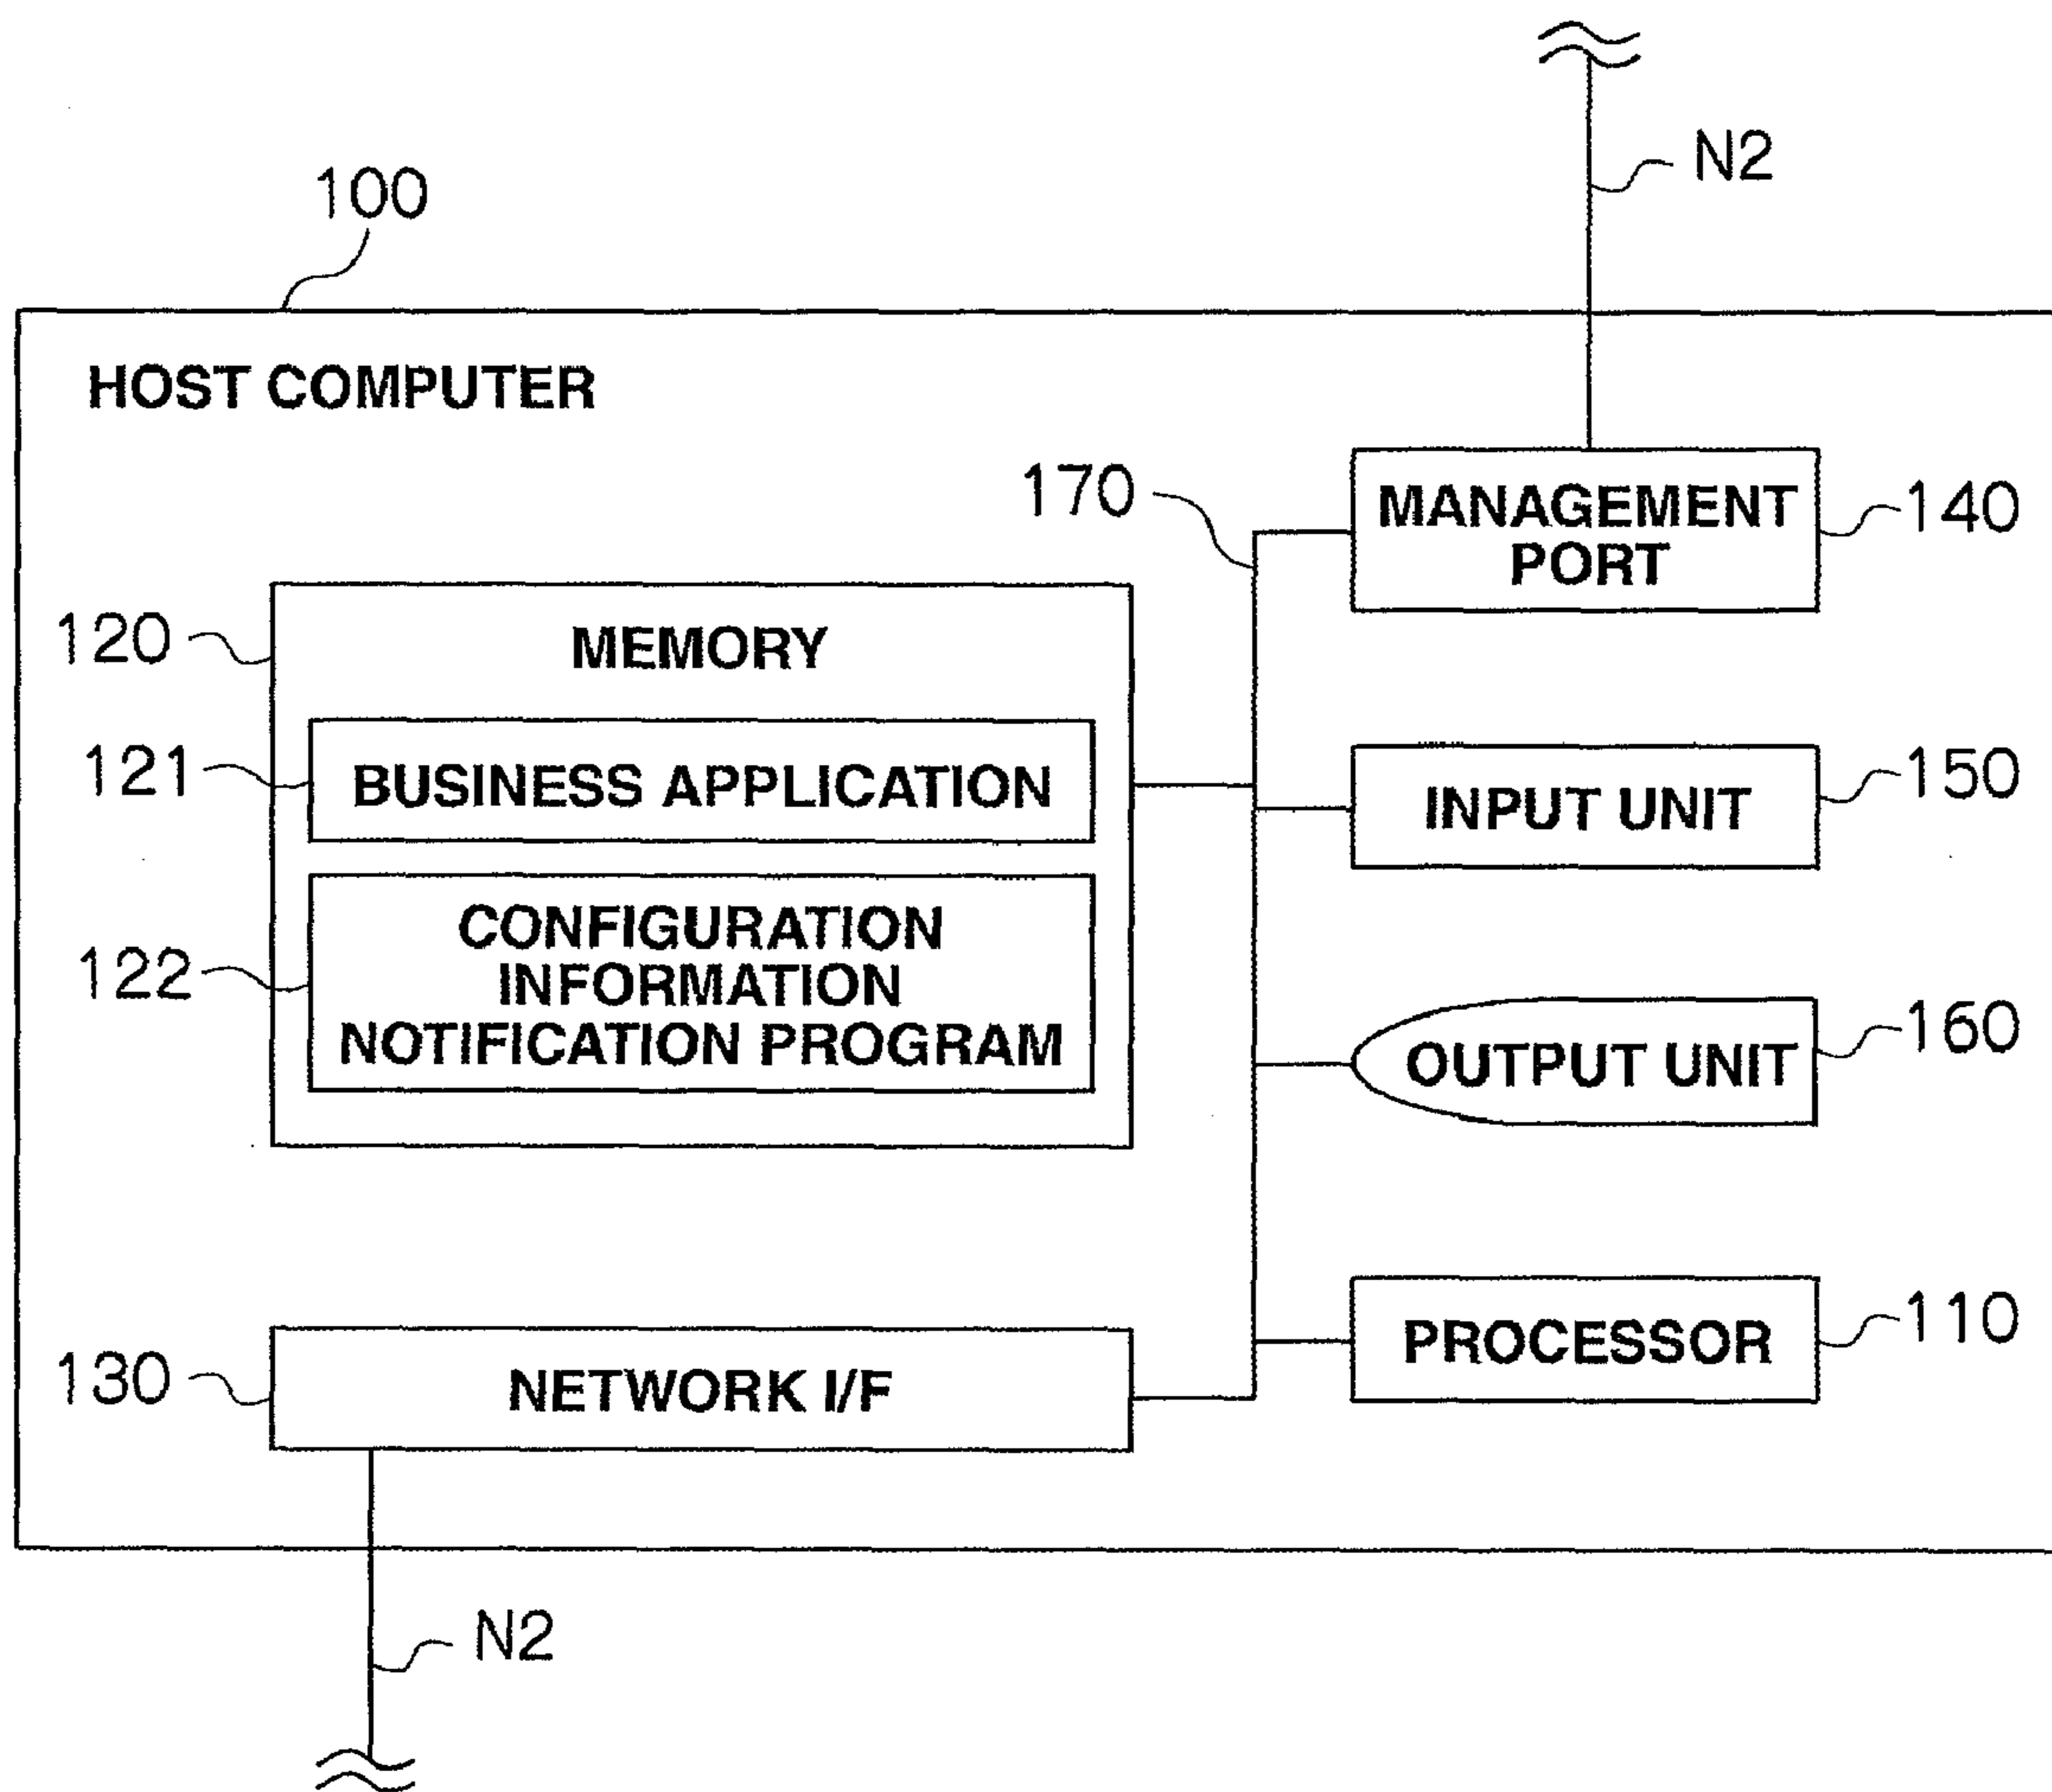 N2
100
HOST COMPUTER
170
MANAGEMENT
PORT
140
120
MEMORY
121
BUSINESS APPLICATION
150
INPUT UNIT
122
CONFIGURATION
INFORMATION
NOTIFICATION PROGRAM
160
OUTPUT UNIT
130
NETWORK I/F
110
PROCESSOR
N2